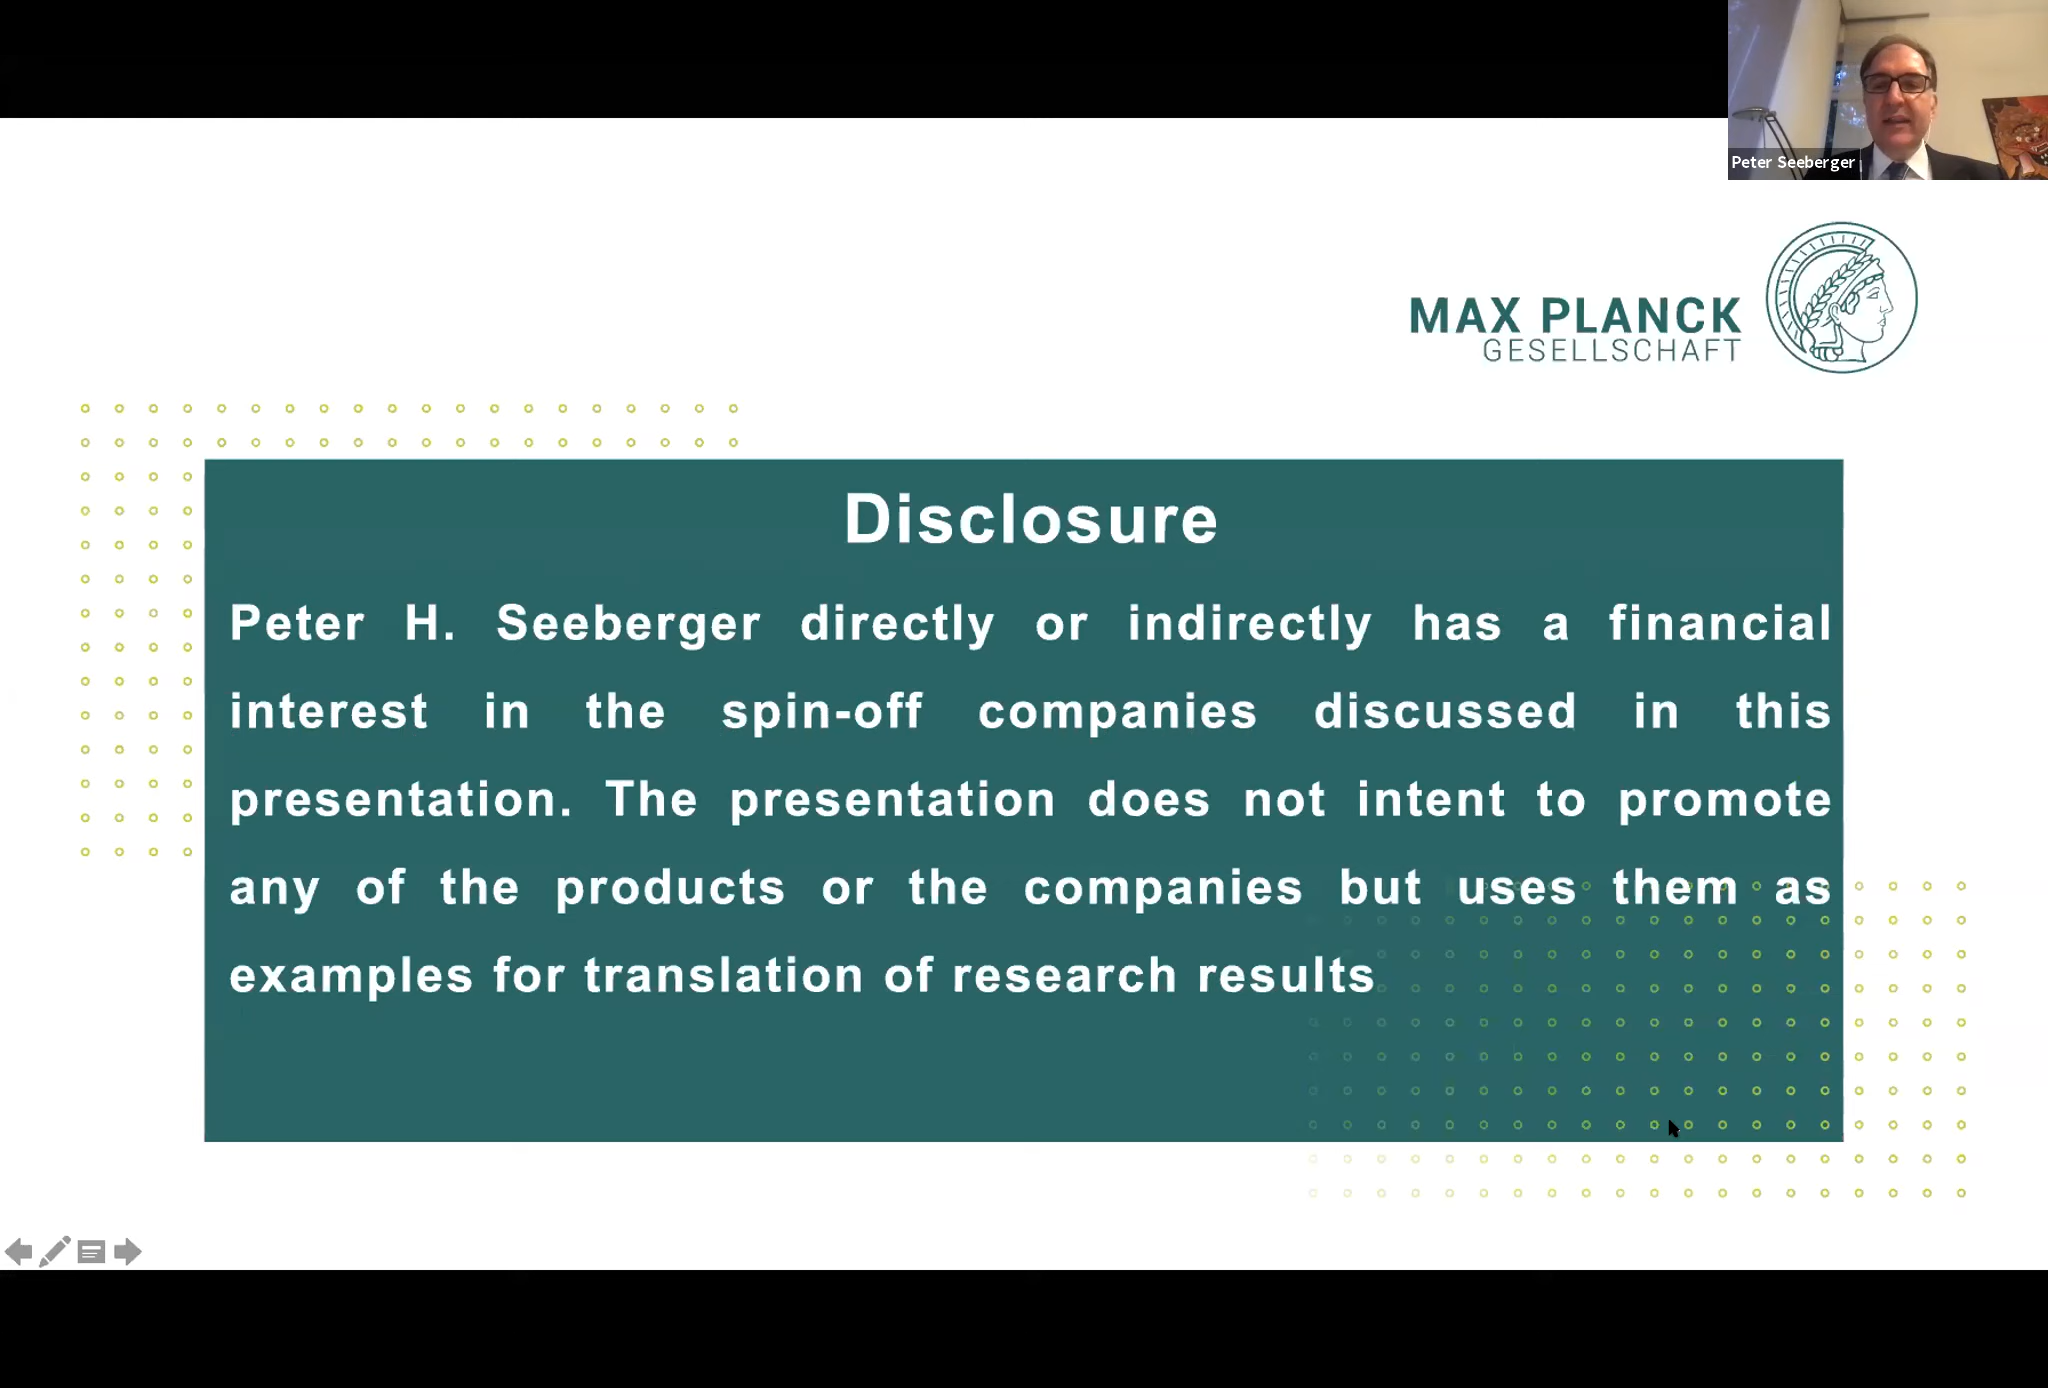 Peter Seeberger
MAX PLANCK
GESELLSCHAFT
Disclosure
Peter H. Seeberger directly or indirectly has a financial
interest in the spin-off companies discussed in this
presentation. The presentation does not intent to promote
any of the products or the companies but uses them as
examples for translation of research results